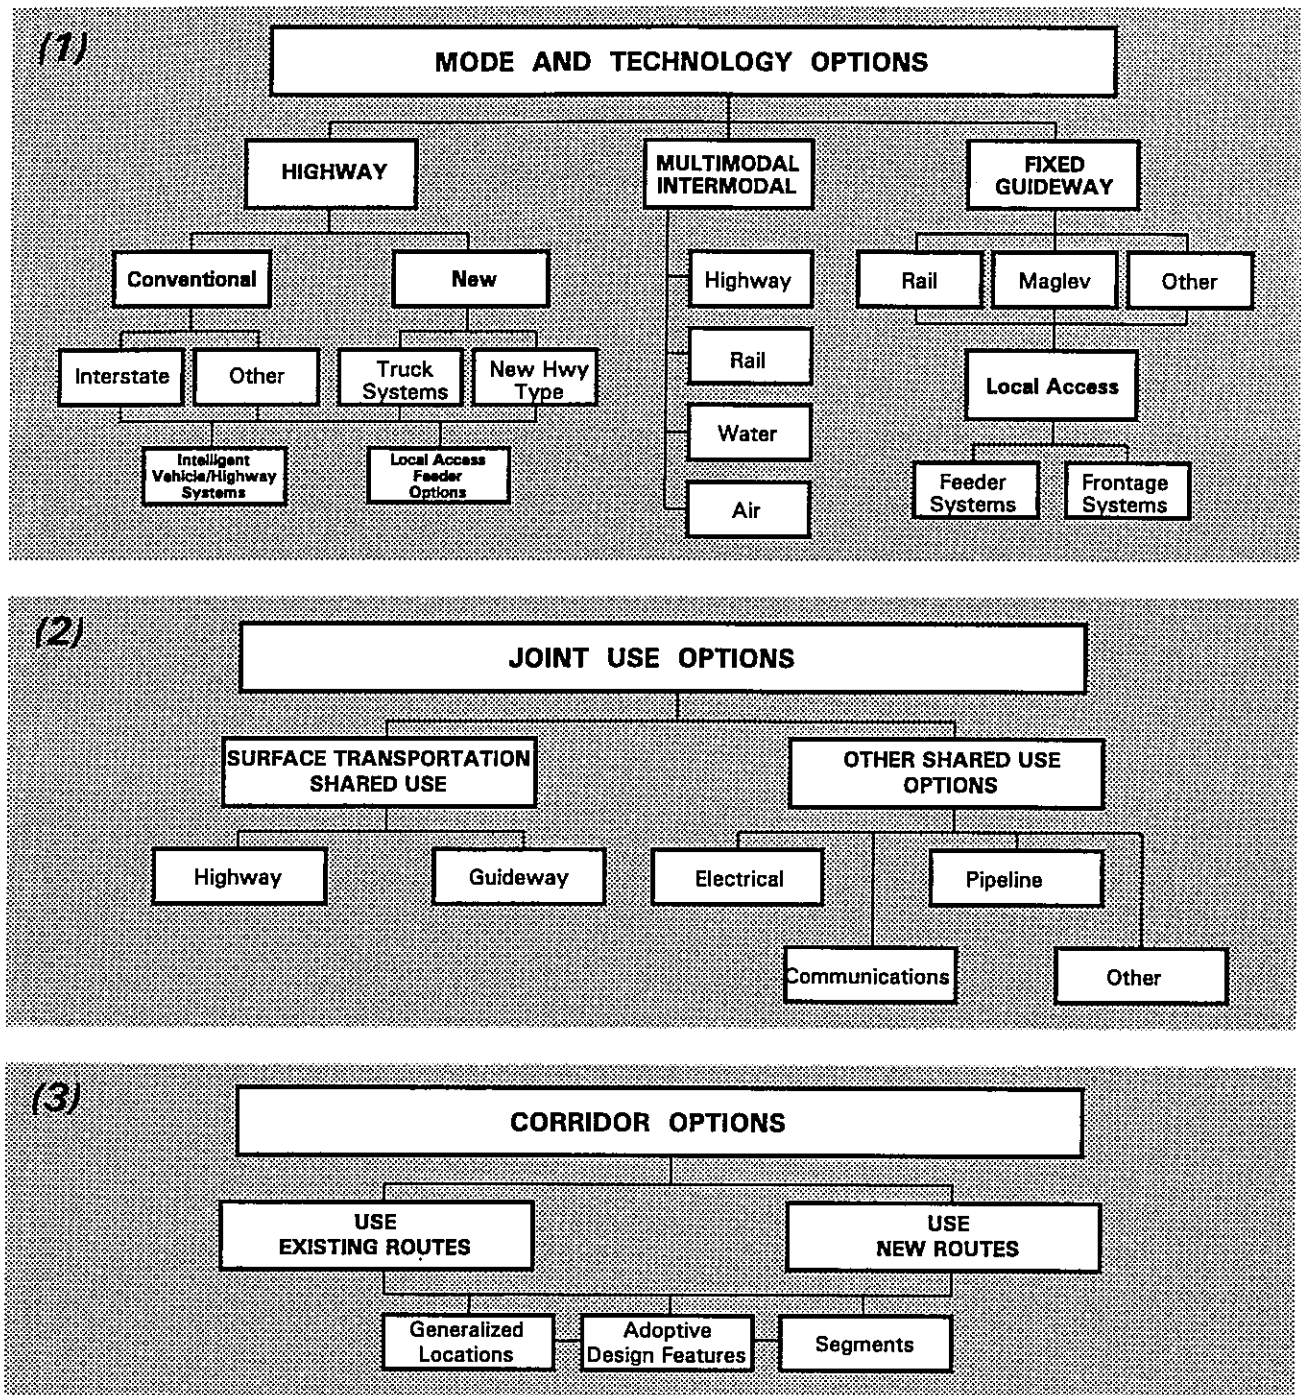 (1)
MODE AND TECHNOLOGY OPTIONS
HIGHWAY
MULTIMODAL
INTERMODAL
FIXED
GUIDEWAY
Conventional
New
Highway
Rail
Maglev
Other
Interstate
Other
Truck
Systems
New Hwy
Type
Rail
Local Access
Water
Intelligent
Vehicle/Highway
Systems
Local Access
Feeder
Options
Air
Feeder
Systems
Frontage
Systems
(2)
JOINT USE OPTIONS
SURFACE TRANSPORTATION
SHARED USE
OTHER SHARED USE
OPTIONS
Highway
Guideway
Electrical
Pipeline
Communications
Other
(3)
CORRIDOR OPTIONS
USE
EXISTING ROUTES
USE
NEW ROUTES
Generalized
Locations
Adoptive
Design Features
Segments